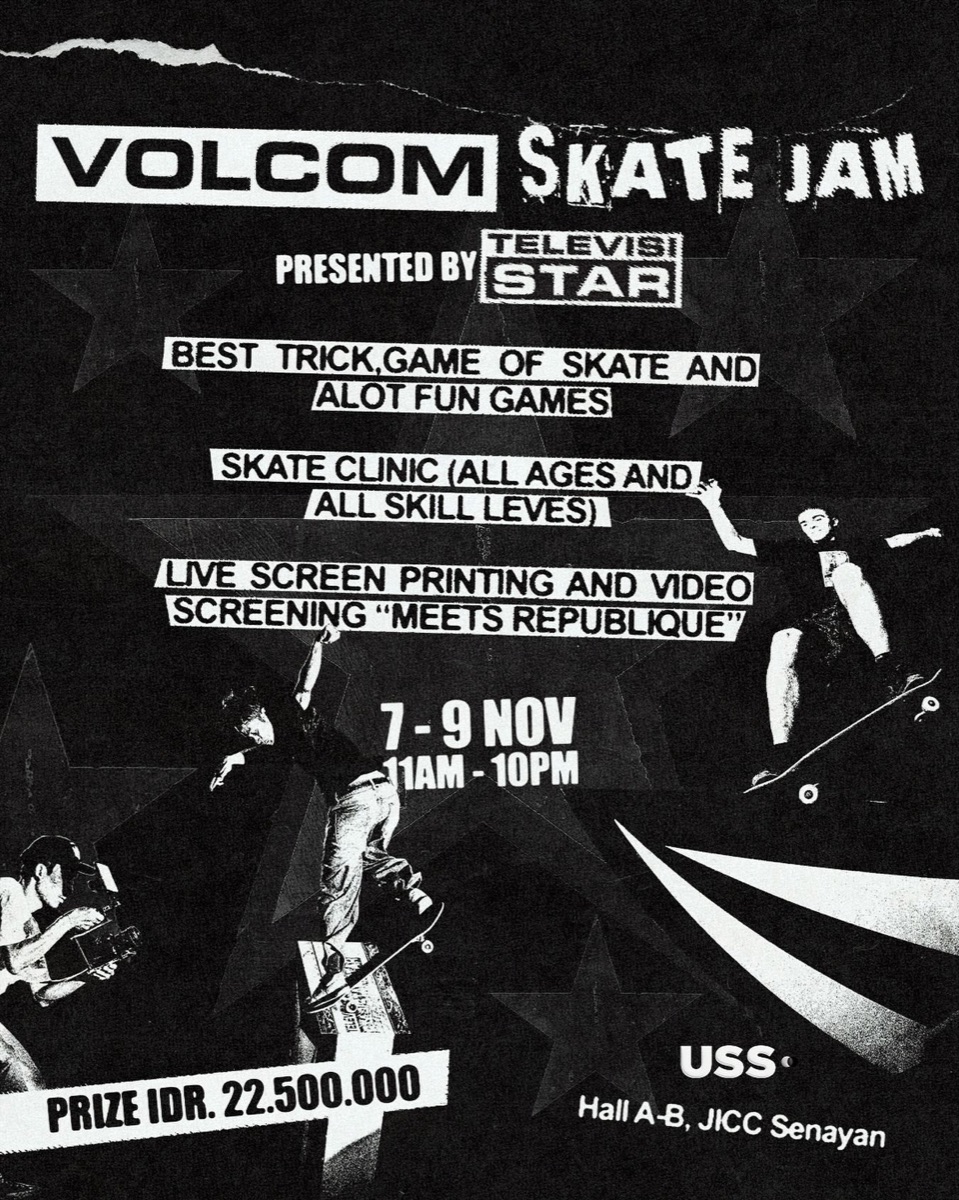 VOLCOM SKATE JAM
PRESENTED BY TELEVISI STAR
BEST TRICK,GAME OF SKATE AND
ALOT FUN GAMES
SKATE CLINIC (ALL AGES AND
ALL SKILL LEVES)
LIVE SCREEN PRINTING AND VIDEO
SCREENING “MEETS REPUBLIQUE”
7 - 9 NOV
11AM - 10PM
PRIZE IDR. 22.500.000
USS
Hall A-B, JICC Senayan